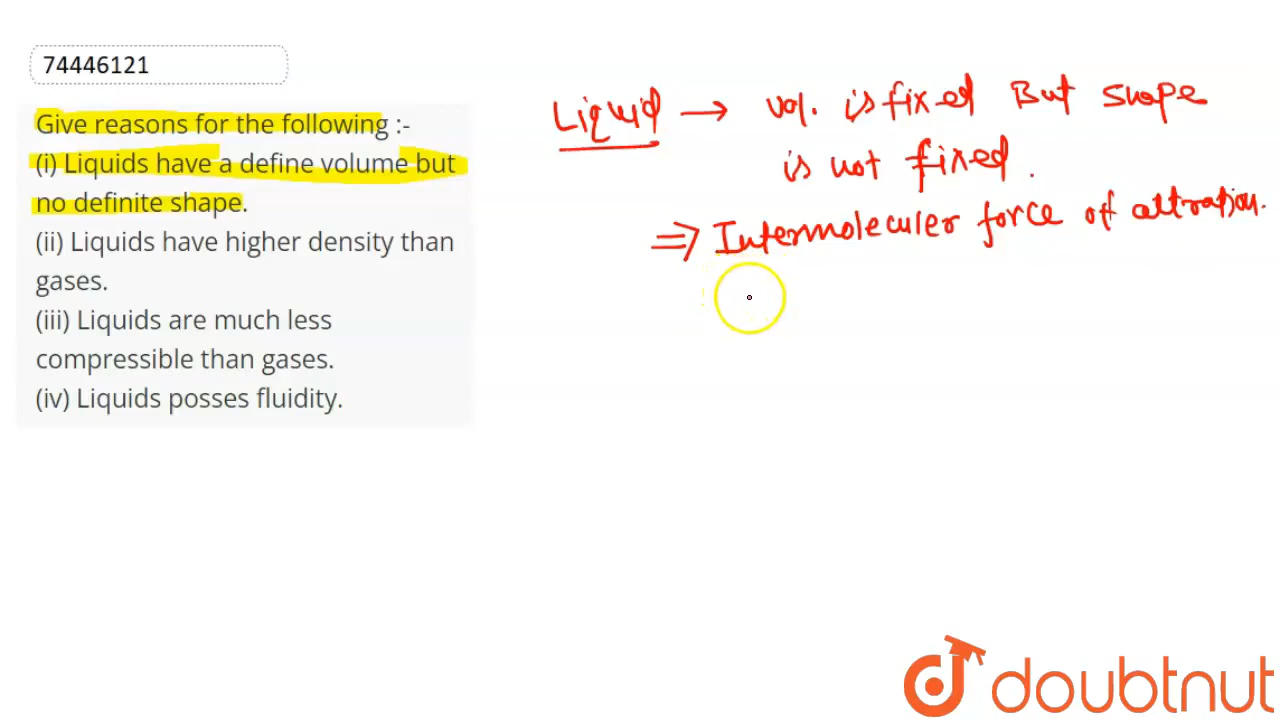 74446121
Give reasons for the following :-
(i) Liquids have a define volume but
no definite shape.
(ii) Liquids have higher density than
gases.
(iii) Liquids are much less
compressible than gases.
(iv) Liquids posses fluidity.
Liquid → vol. is fixed But shape
is not fixed.
⇒ Intermoleculer force of attration.
doubtnut